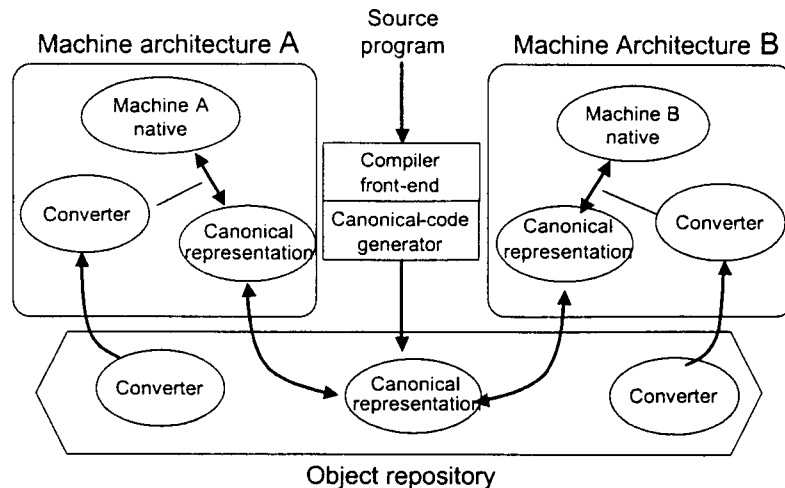 Source
program
Machine architecture A
Machine Architecture B
Machine A
native
Machine B
native
Compiler
front-end
Converter
Canonical
representation
Canonical-code
generator
Canonical
representation
Converter
Converter
Canonical
representation
Converter
Object repository